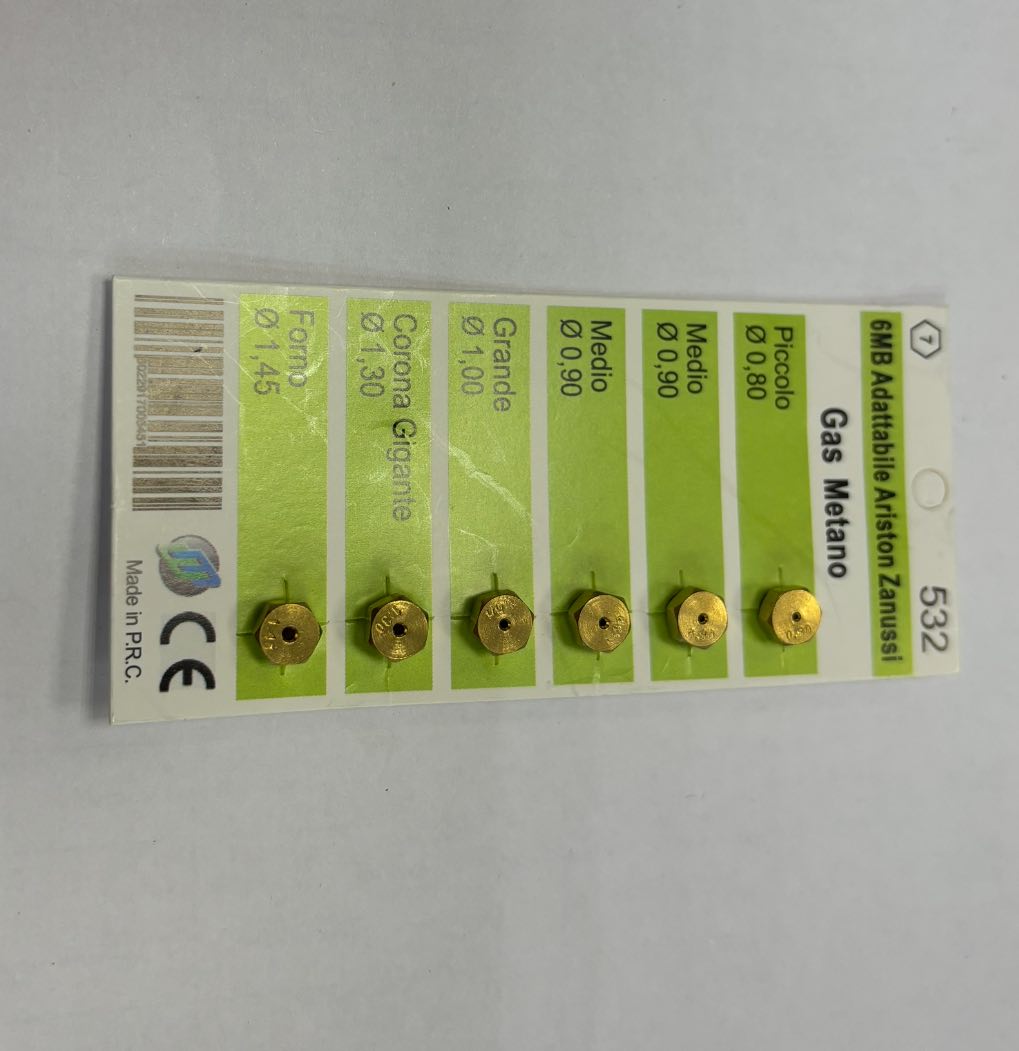 532
7
6MB Adattabile Ariston Zanussi
Gas Metano
Piccolo
Ø 0,80
Medio
Ø 0,90
Medio
Ø 0,90
Grande
Ø 1,00
Corona Gigante
Ø 1,30
Forno
Ø 1,45
CE
Made in P.R.C.